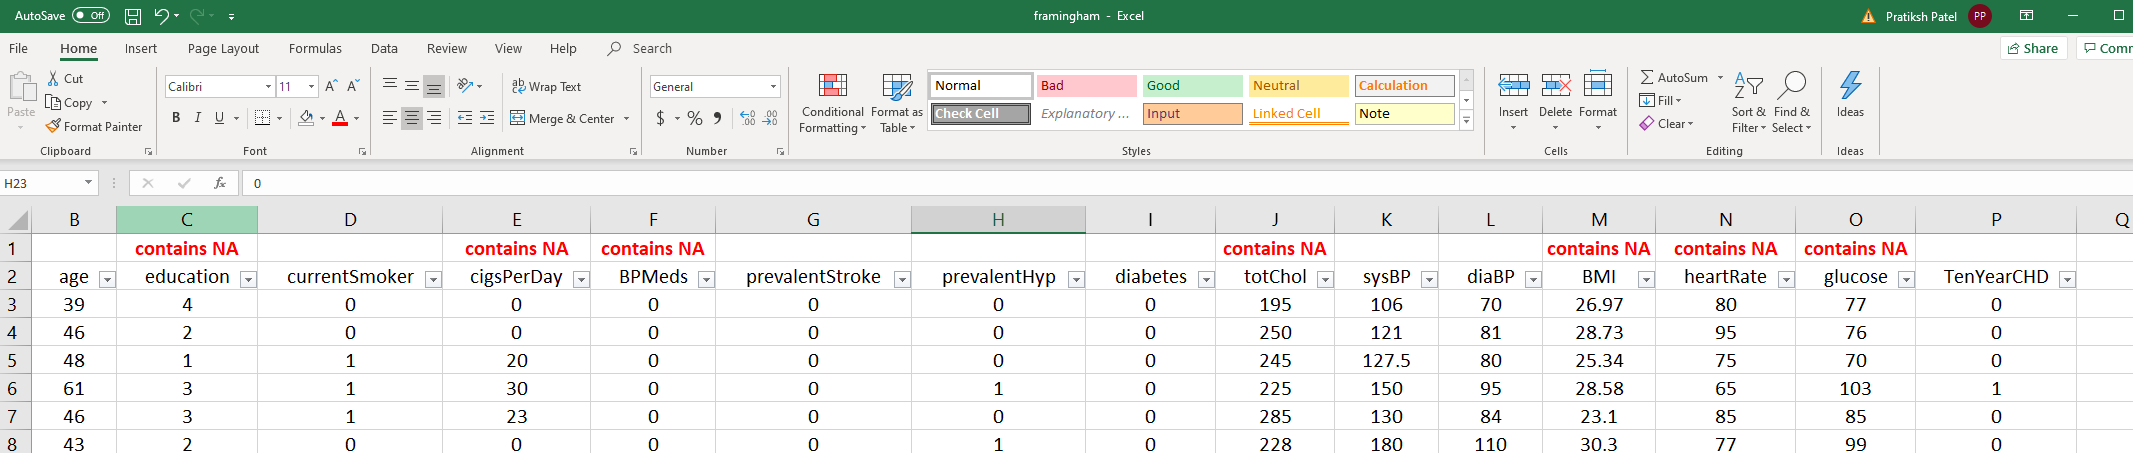 AutoSave Off framingham - Excel Pratiksh Patel PP
File Home Insert Page Layout Formulas Data Review View Help Search Share Comm
Paste Cut Copy Format Painter
Clipboard
Calibri 11 A A
B I U A
Font
ab Wrap Text
Merge & Center
Alignment
General
$ % ,
Number
Conditional Formatting Format as Table
Normal Bad Good Neutral Calculation
Check Cell Explanatory ... Input Linked Cell Note
Styles
Insert Delete Format
Cells
AutoSum
Fill
Clear
Sort & Filter Find & Select
Editing
Ideas
Ideas
H23 fx 0
B C D E F G H I J K L M N O P Q
1 contains NA contains NA contains NA contains NA contains NA contains NA contains NA
2 age education currentSmoker cigsPerDay BPMeds prevalentStroke prevalentHyp diabetes totChol sysBP diaBP BMI heartRate glucose TenYearCHD
3 39 4 0 0 0 0 0 0 195 106 70 26.97 80 77 0
4 46 2 0 0 0 0 0 0 250 121 81 28.73 95 76 0
5 48 1 1 20 0 0 0 0 245 127.5 80 25.34 75 70 0
6 61 3 1 30 0 0 1 0 225 150 95 28.58 65 103 1
7 46 3 1 23 0 0 0 0 285 130 84 23.1 85 85 0
8 43 2 0 0 0 0 1 0 228 180 110 30.3 77 99 0